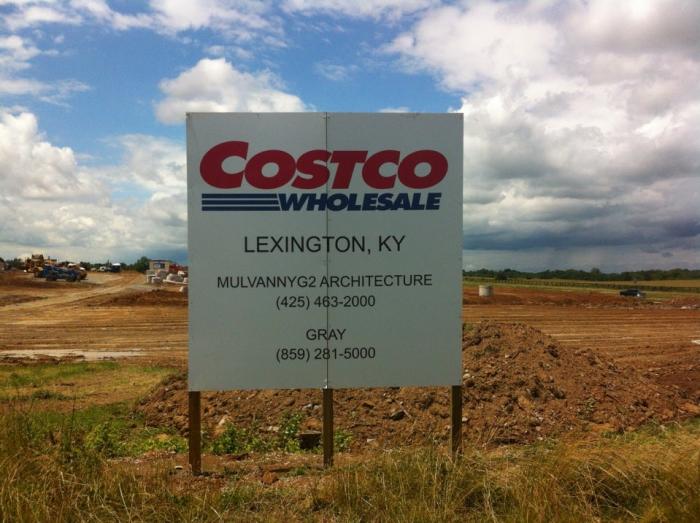 COSTCO
WHOLESALE
LEXINGTON, KY
MULVANNYG2 ARCHITECTURE
(425) 463-2000
GRAY
(859) 281-5000